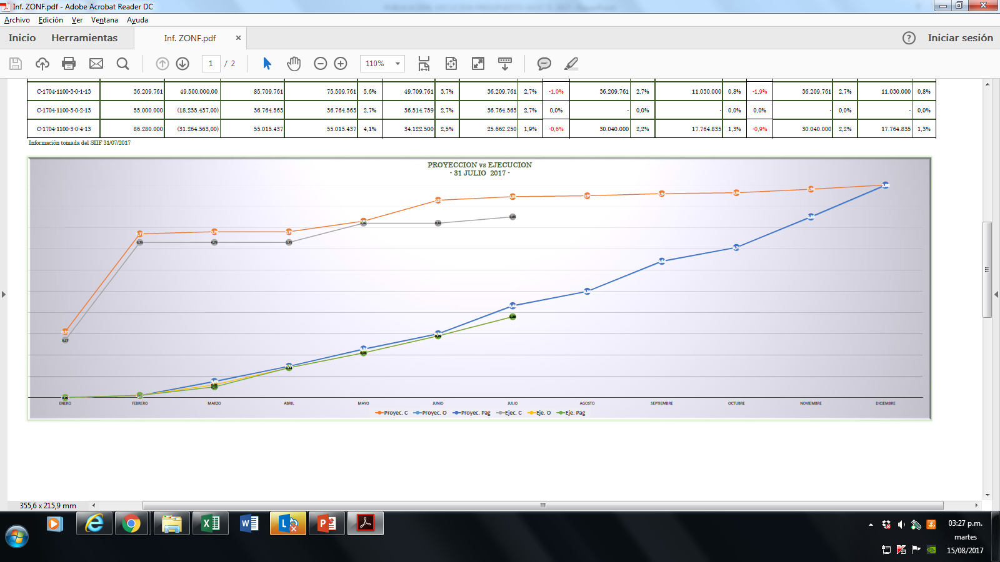 Inf. ZONF.pdf - Adobe Acrobat Reader DC
Archivo Edición Ver Ventana Ayuda
Inicio Herramientas Inf. ZONF.pdf × ? Iniciar sesión
1 / 2 110%
C-1704-1100-3-0-1-13 36.209.761 49.500.000,00 85.709.761 75.509.761 5,6% 49.709.761 3,7% 36.209.761 2,7% -1,0% 36.209.761 2,7% 11.030.000 0,8% -1,9% 36.209.761 2,7% 11.030.000 0,8%
C-1704-1100-3-0-2-13 55.000.000 (18.235.437,00) 36.764.563 36.764.563 2,7% 36.514.759 2,7% 36.764.563 2,7% 0,0% - 0,0% - 0,0% 0,0% - 0,0% - 0,0%
C-1704-1100-3-0-4-13 86.280.000 (31.264.563,00) 55.015.437 55.015.437 4,1% 34.122.500 2,5% 25.662.250 1,9% -0,6% 30.040.000 2,2% 17.764.835 1,3% -0,9% 30.040.000 2,2% 17.764.835 1,3%
Información tomada del SIIF 31/07/2017
PROYECCION vs EJECUCION
- 31 JULIO 2017 -
0,73 0,73 0,73
0,27
ENERO FEBRERO MARZO ABRIL MAYO JUNIO JULIO AGOSTO SEPTIEMBRE OCTUBRE NOVIEMBRE DICIEMBRE
Proyec. C Proyec. O Proyec. Pag Ejec. C Eje. O Eje. Pag
355,6 x 215,9 mm
03:27 p.m.
martes
15/08/2017